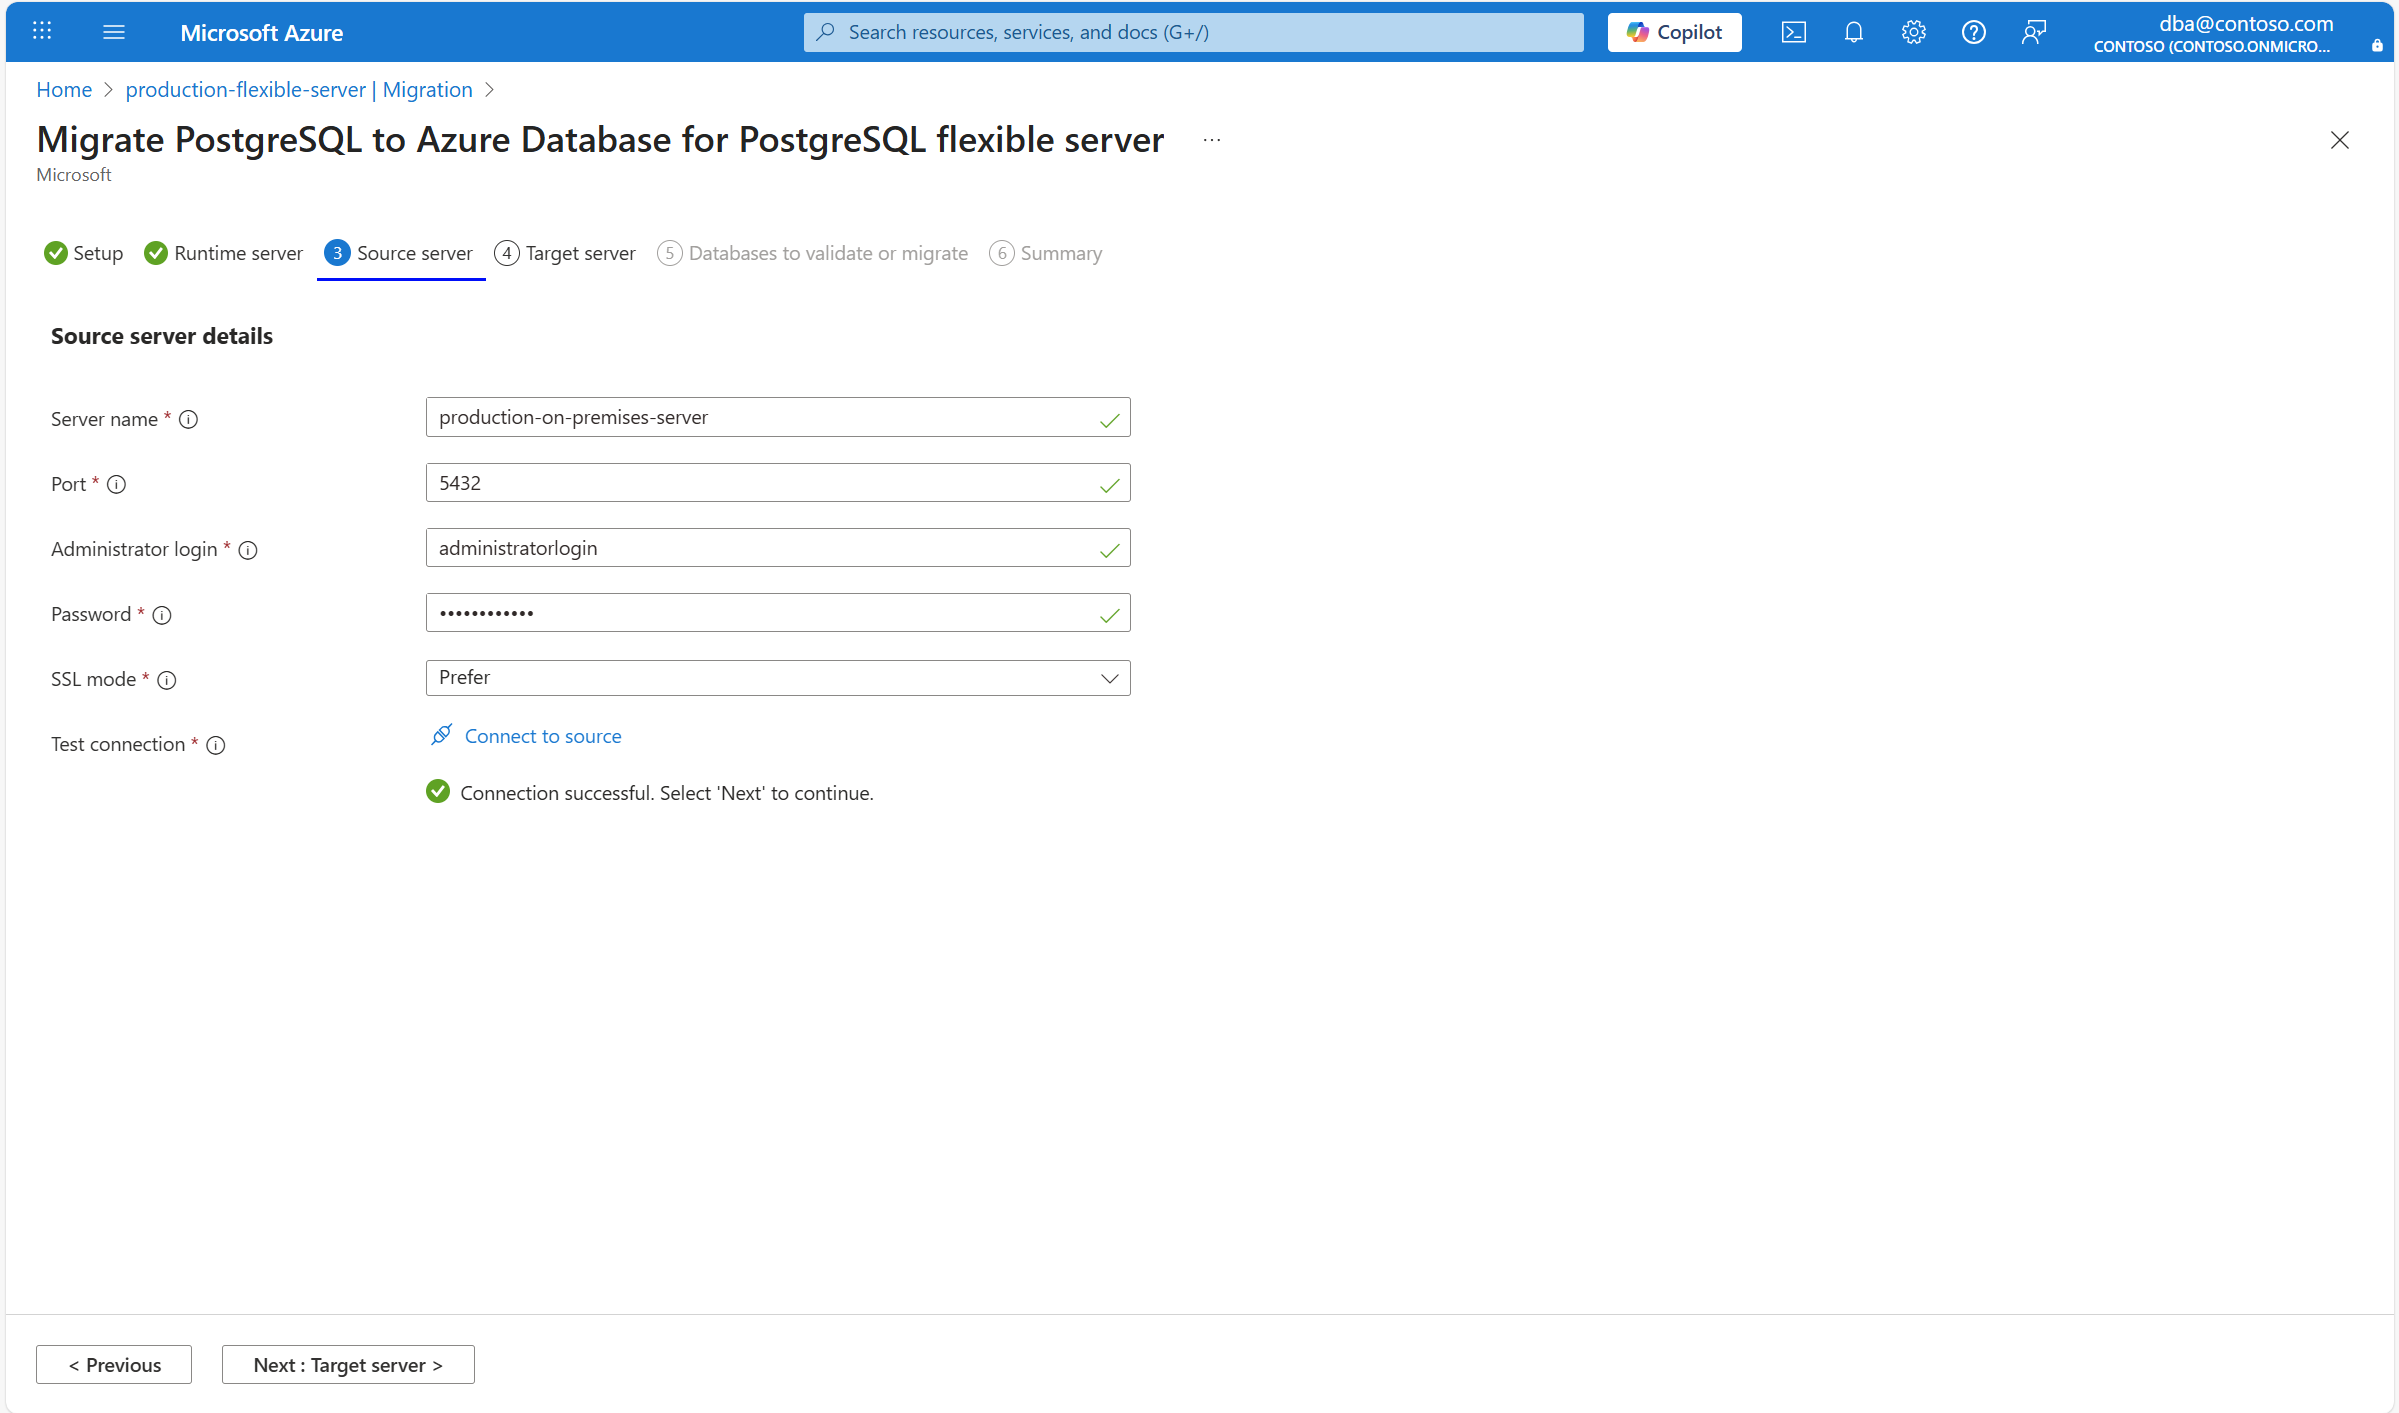 Microsoft Azure
Search resources, services, and docs (G+/)
Copilot
dba@contoso.com
CONTOSO (CONTOSO.ONMICRO...
Home > production-flexible-server | Migration >
Migrate PostgreSQL to Azure Database for PostgreSQL flexible server ...
Microsoft
Setup Runtime server 3 Source server 4 Target server 5 Databases to validate or migrate 6 Summary
Source server details
Server name * production-on-premises-server
Port * 5432
Administrator login * administratorlogin
Password * ••••••••••••
SSL mode * Prefer
Test connection * Connect to source
Connection successful. Select 'Next' to continue.
< Previous Next : Target server >